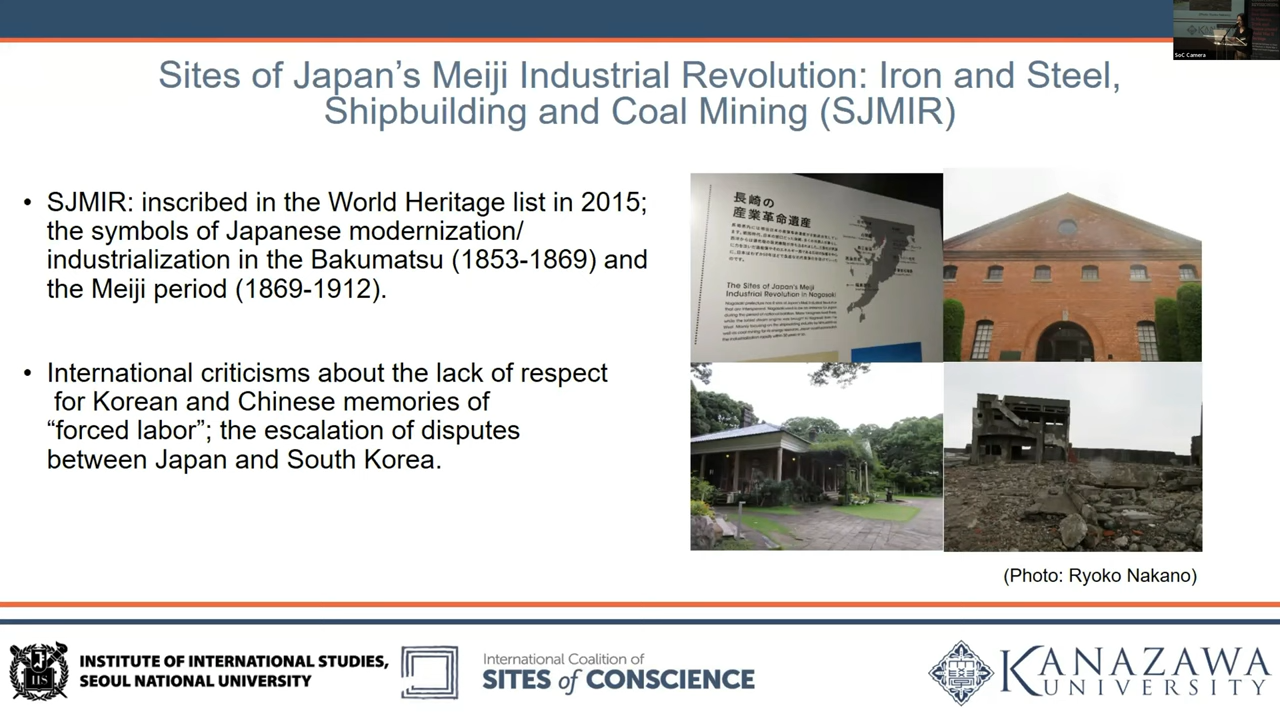 SoC Camera
Sites of Japan’s Meiji Industrial Revolution: Iron and Steel,
Shipbuilding and Coal Mining (SJMIR)
• SJMIR: inscribed in the World Heritage list in 2015;
the symbols of Japanese modernization/
industrialization in the Bakumatsu (1853-1869) and
the Meiji period (1869-1912).
• International criticisms about the lack of respect
for Korean and Chinese memories of
“forced labor”; the escalation of disputes
between Japan and South Korea.
長崎の
産業革命遺産
The Sites of Japan's Meiji
Industrial Revolution in Nagasaki
(Photo: Ryoko Nakano)
INSTITUTE OF INTERNATIONAL STUDIES,
SEOUL NATIONAL UNIVERSITY
International Coalition of
SITES of CONSCIENCE
KANAZAWA
UNIVERSITY